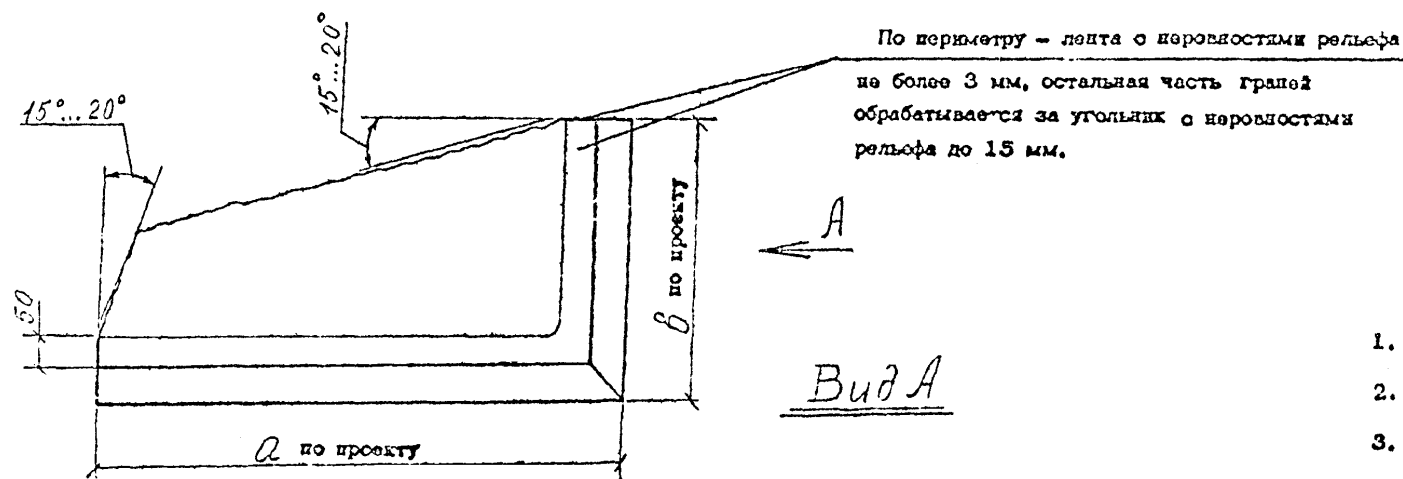 По периметру - лента с неровностями рельефа
не более 3 мм, остальная часть граней
обрабатывается за угольник с неровностями
рельефа до 15 мм.
15°...20°
15°...20°
А
в по проекту
50
1.
Вид А
2.
3.
а по проекту